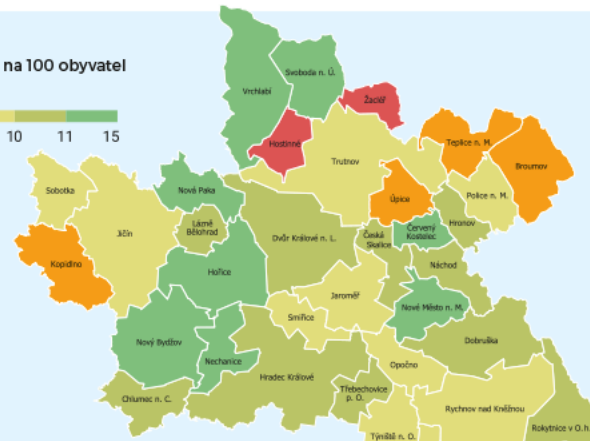 na 100 obyvatel
10 11 15
Vrchlabí
Svoboda n. Ú.
Žacléř
Hostinné
Trutnov
Teplice n. M.
Broumov
Sobotka
Nová Paka
Úpice
Police n. M.
Jičín
Lázně
Bělohrad
Dvůr Králové n. L.
Česká
Skalice
Červený
Kostelec
Hronov
Kopidlno
Hořice
Náchod
Jaroměř
Nové Město n. M.
Smiřice
Nový Bydžov
Nechanice
Dobruška
Opočno
Hradec Králové
Třebechovice
p. O.
Chlumec n. C.
Rychnov nad Kněžnou
Týniště n. O.
Rokytnice v O. h.